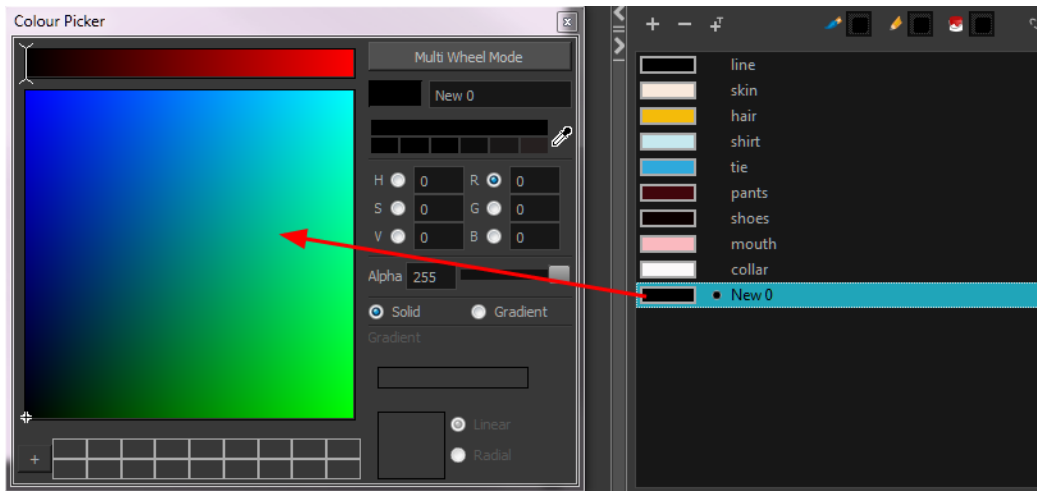 Colour Picker
Multi Wheel Mode
New 0
H 0 R 0
S 0 G 0
V 0 B 0
Alpha 255
Solid Gradient
Gradient
Linear
Radial
line
skin
hair
shirt
tie
pants
shoes
mouth
collar
New 0